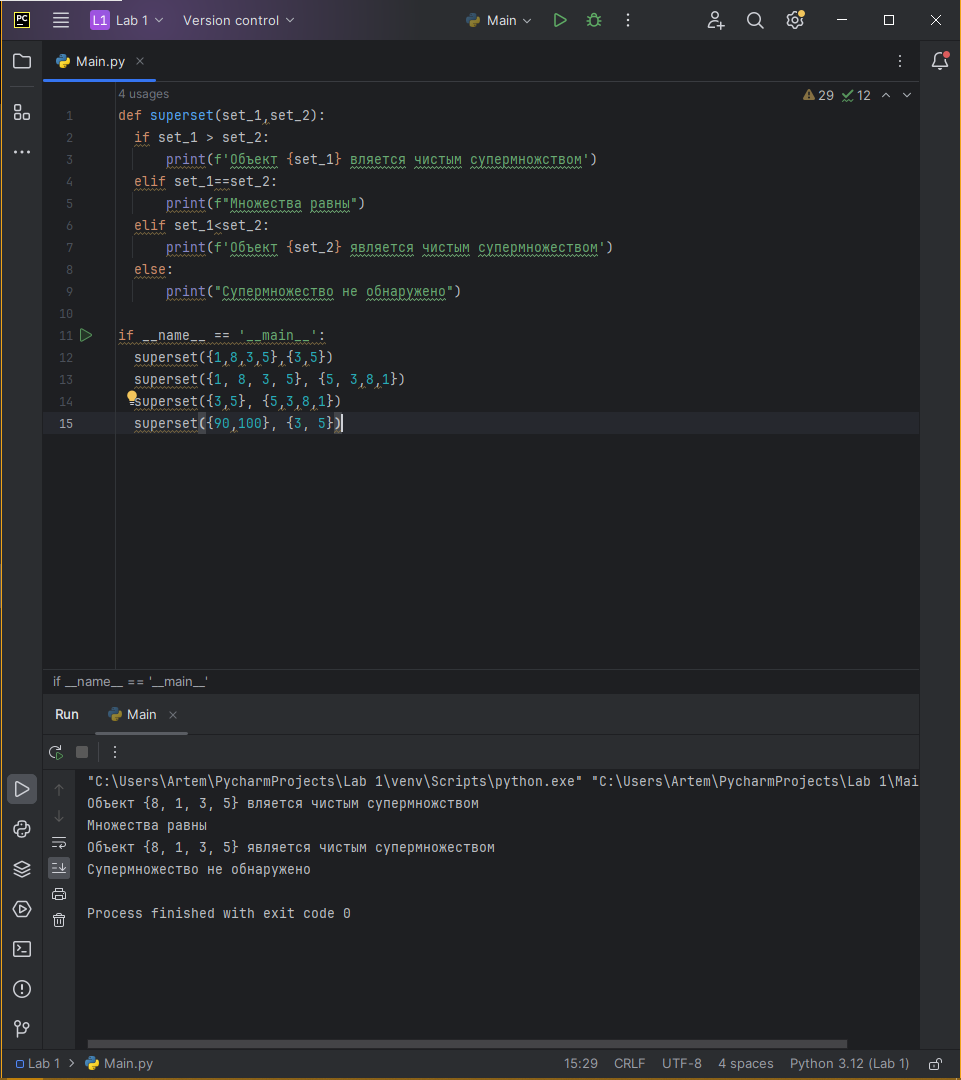 PC L1 Lab 1 Version control Main
Main.py
4 usages
29 12
1 def superset(set_1,set_2):
2 if set_1 > set_2:
3 print(f'Объект {set_1} вляется чистым супермножством')
4 elif set_1==set_2:
5 print(f"Множества равны")
6 elif set_1<set_2:
7 print(f'Объект {set_2} является чистым супермножеством')
8 else:
9 print("Супермножество не обнаружено")
10
11 if __name__ == '__main__':
12 superset({1,8,3,5},{3,5})
13 superset({1, 8, 3, 5}, {5, 3,8,1})
14 superset({3,5}, {5,3,8,1})
15 superset({90,100}, {3, 5})
if __name__ == '__main__'
Run Main
"C:\Users\Artem\PycharmProjects\Lab 1\venv\Scripts\python.exe" "C:\Users\Artem\PycharmProjects\Lab 1\Mai
Объект {8, 1, 3, 5} вляется чистым супермножством
Множества равны
Объект {8, 1, 3, 5} является чистым супермножеством
Супермножество не обнаружено
Process finished with exit code 0
Lab 1 Main.py 15:29 CRLF UTF-8 4 spaces Python 3.12 (Lab 1)